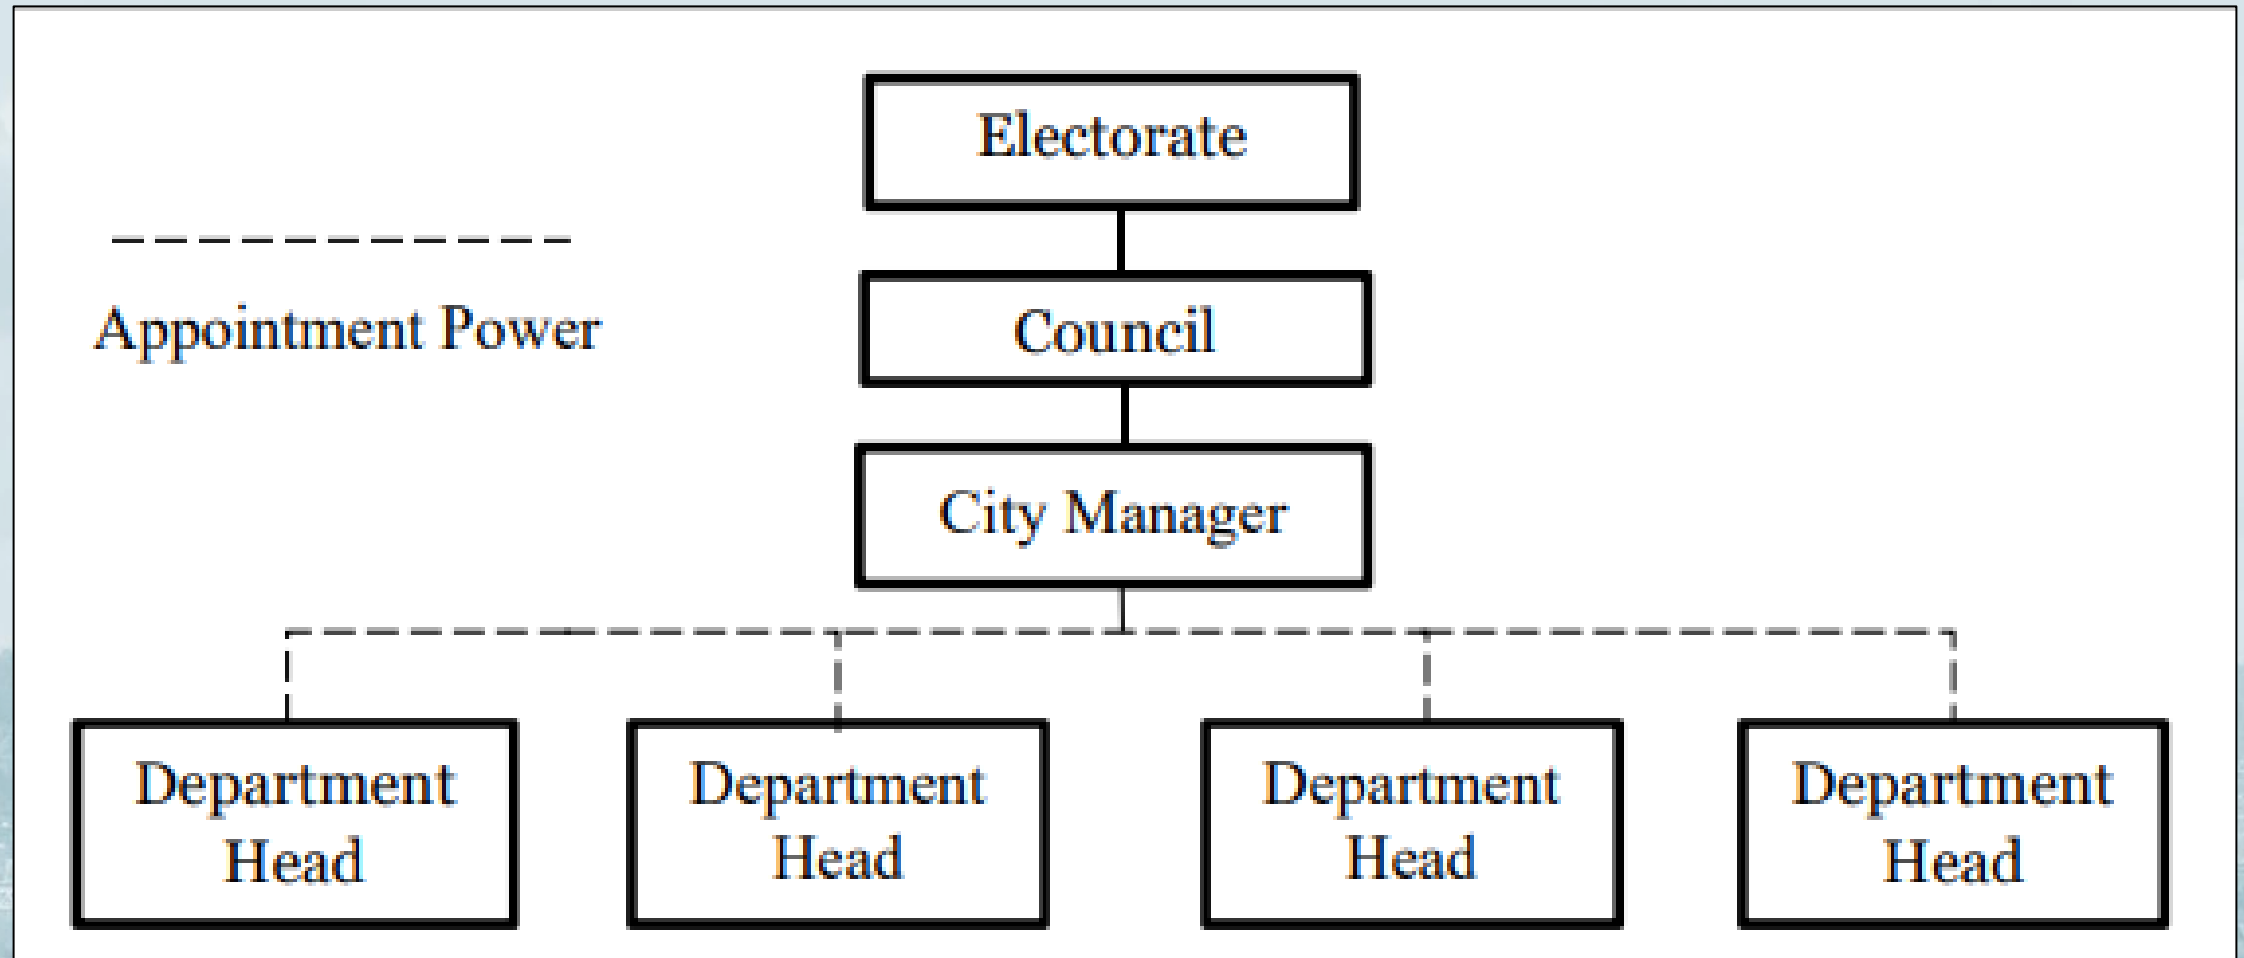 Electorate
Appointment Power
Council
City Manager
Department
Head
Department
Head
Department
Head
Department
Head